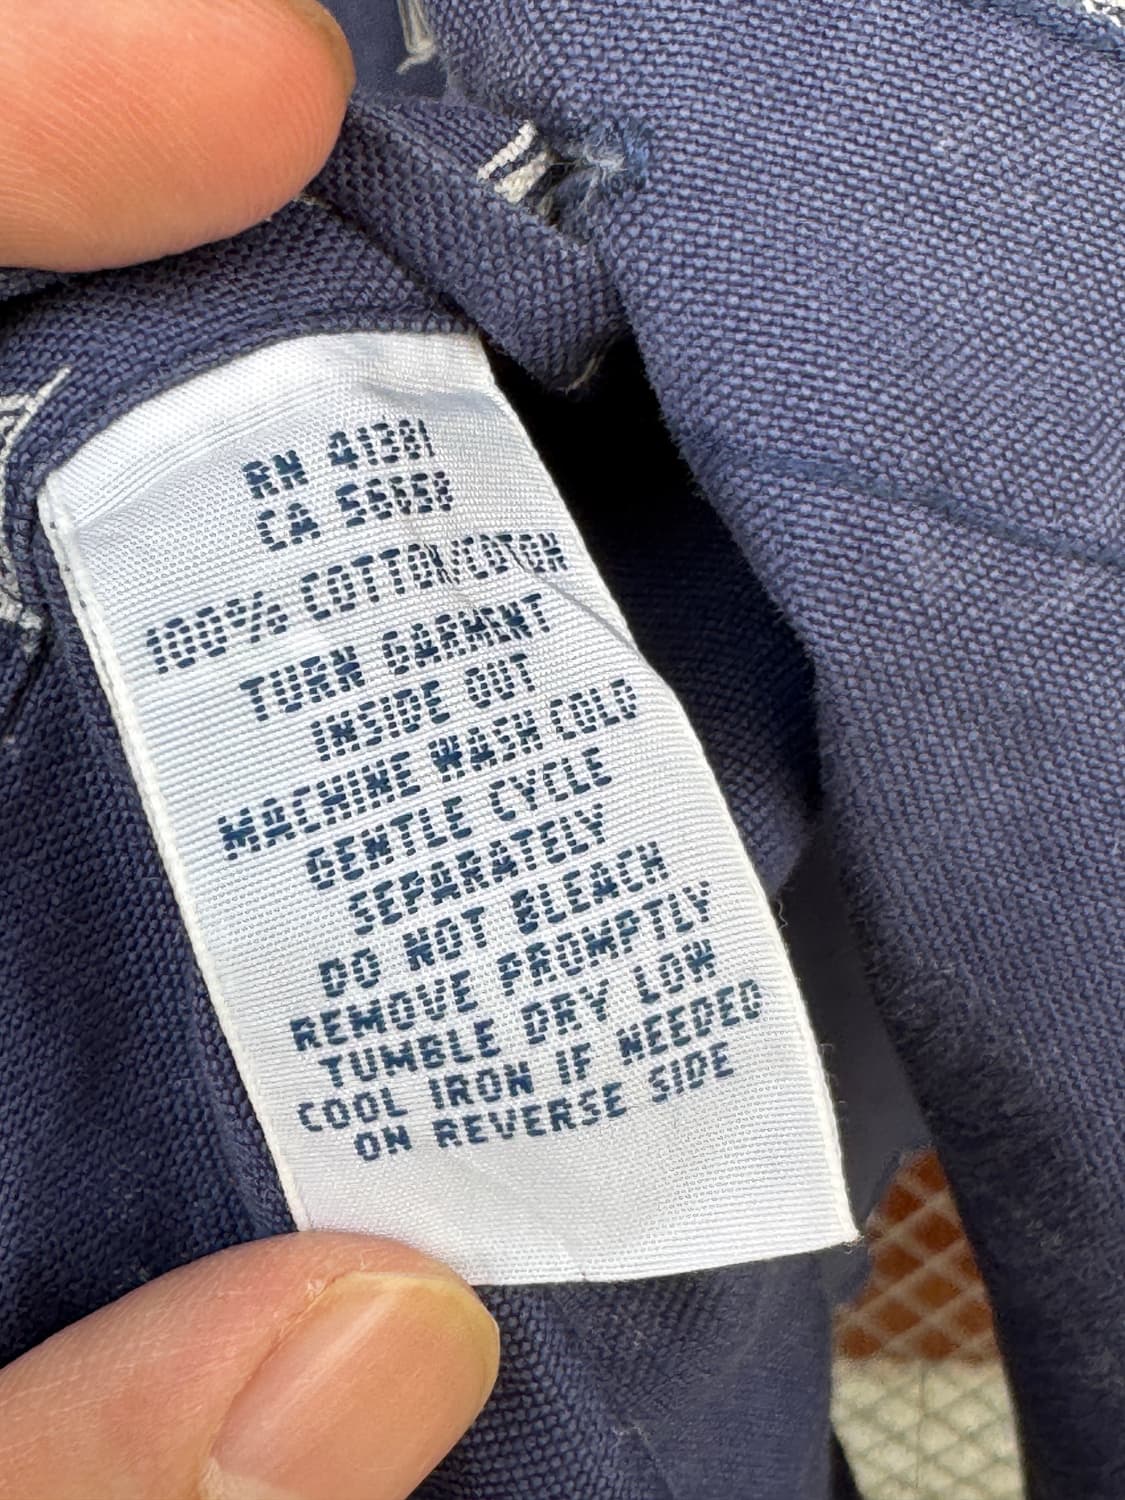 RN 41381
CA 56650
100% COTTON/COTON
TURN GARMENT
INSIDE OUT
MACHINE WASH COLD
GENTLE CYCLE
SEPARATELY
DO NOT BLEACH
REMOVE PROMPTLY
TUMBLE DRY LOW
COOL IRON IF NEEDED
ON REVERSE SIDE